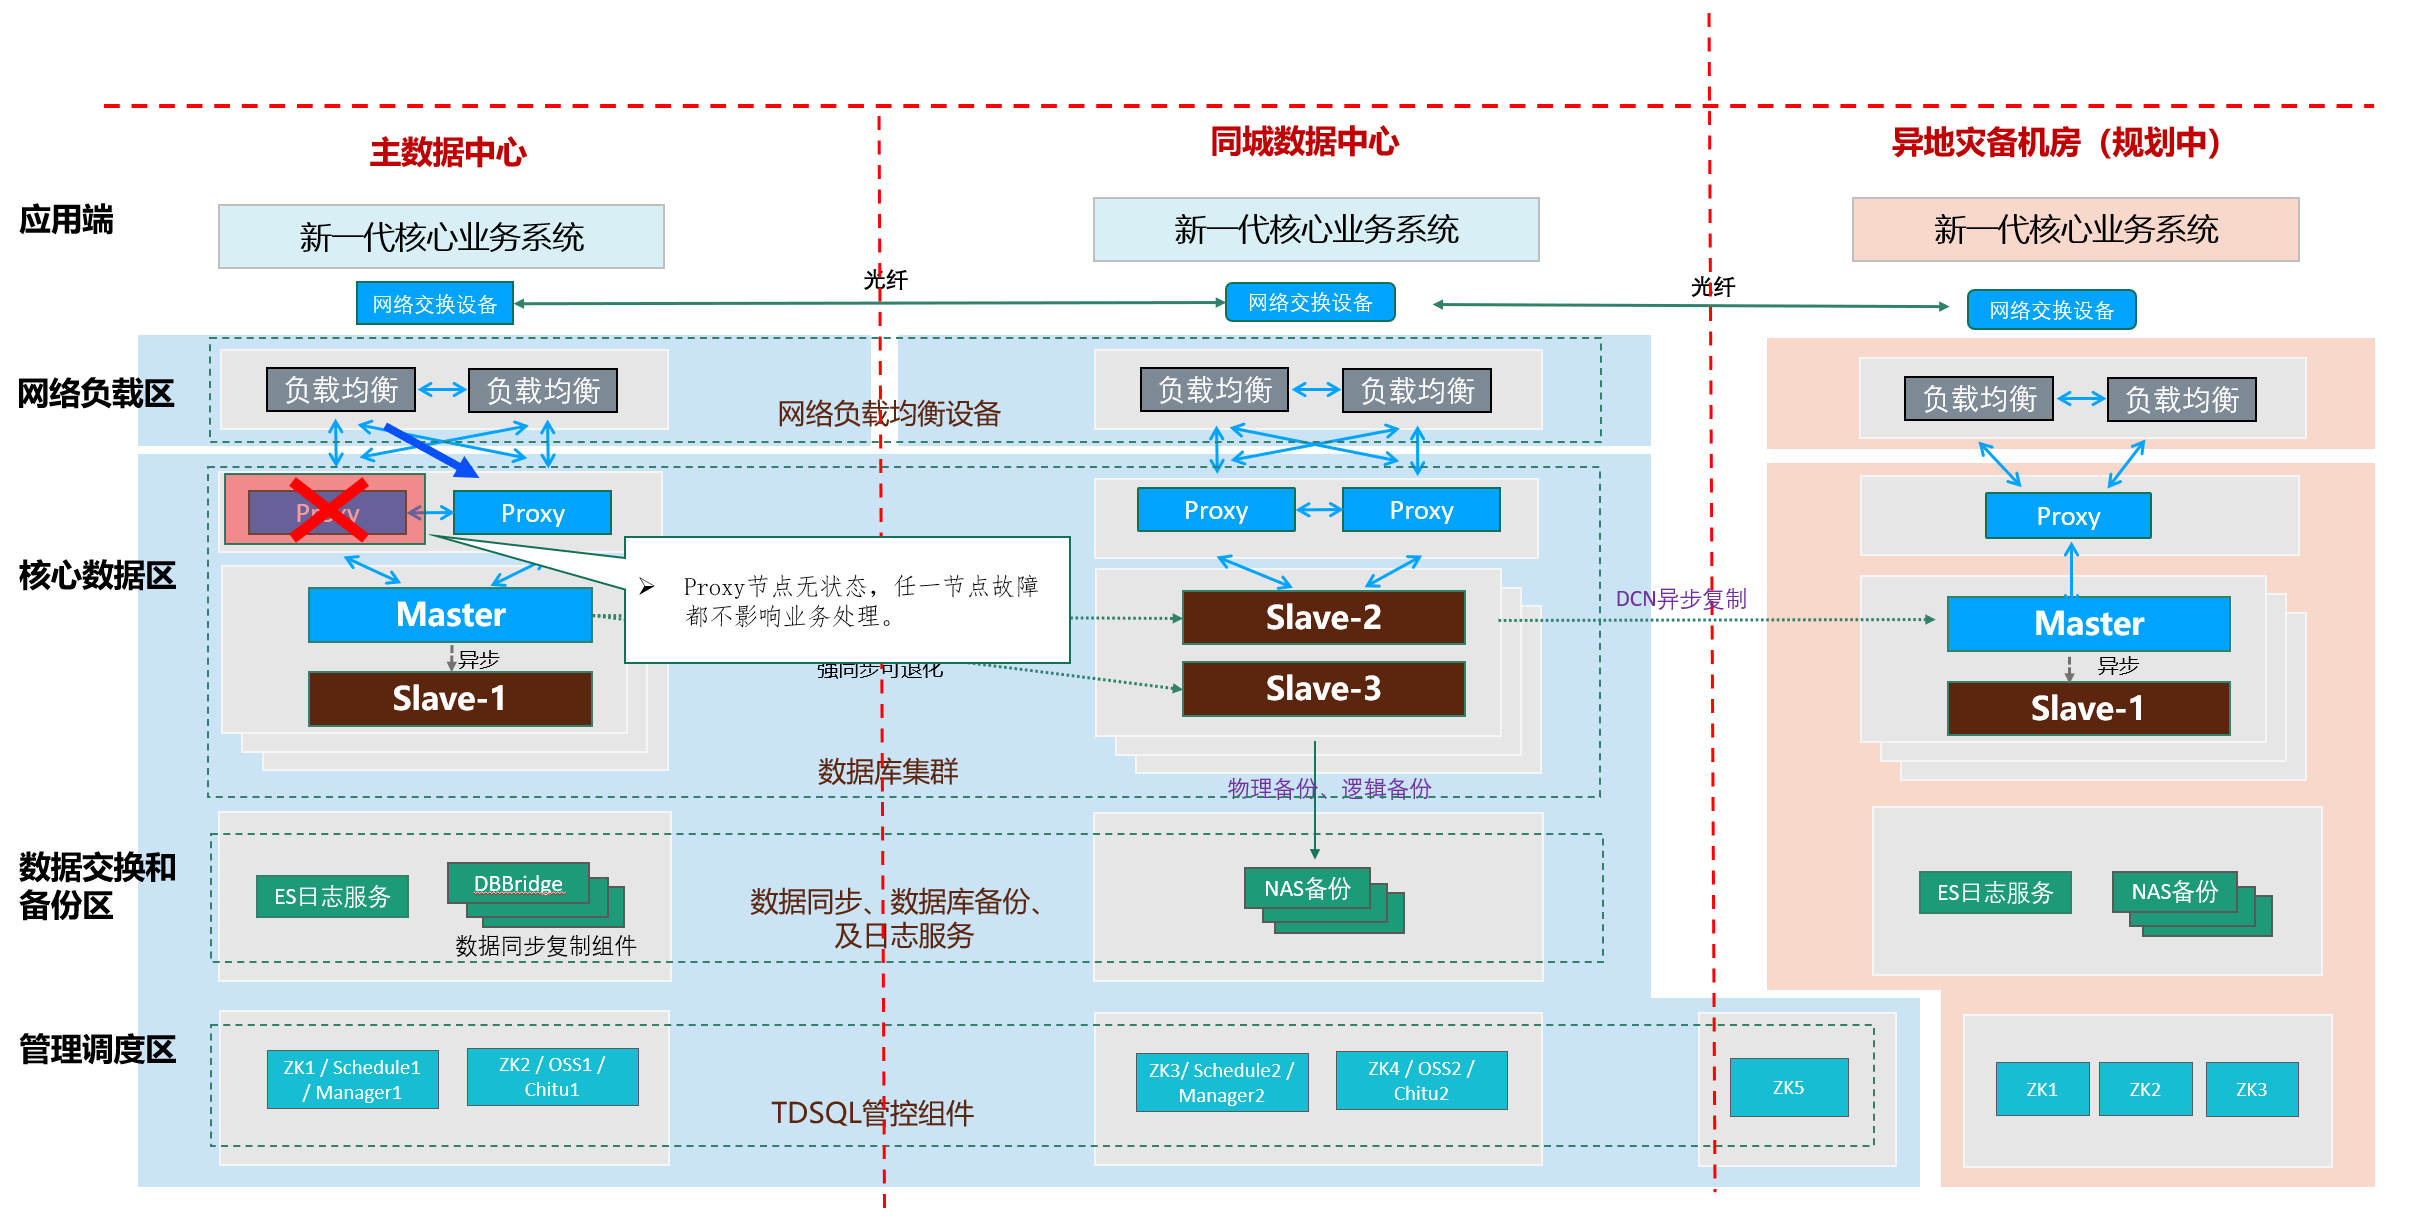 主数据中心
同城数据中心
异地灾备机房（规划中）
应用端
新一代核心业务系统
新一代核心业务系统
新一代核心业务系统
光纤
光纤
网络交换设备
网络交换设备
网络交换设备
网络负载区
负载均衡
负载均衡
网络负载均衡设备
负载均衡
负载均衡
负载均衡
负载均衡
核心数据区
Proxy
Proxy
Proxy
Proxy
Proxy
➢ Proxy节点无状态，任一节点故障
都不影响业务处理。
Master
异步
Slave-1
强同步可退化
Slave-2
Slave-3
DCN异步复制
Master
异步
Slave-1
数据库集群
物理备份、逻辑备份
数据交换和
备份区
ES日志服务
DBBridge
数据同步复制组件
数据同步、数据库备份、
及日志服务
NAS备份
ES日志服务
NAS备份
管理调度区
ZK1 / Schedule1
/ Manager1
ZK2 / OSS1 /
Chitu1
TDSQL管控组件
ZK3/ Schedule2 /
Manager2
ZK4 / OSS2 /
Chitu2
ZK5
ZK1
ZK2
ZK3